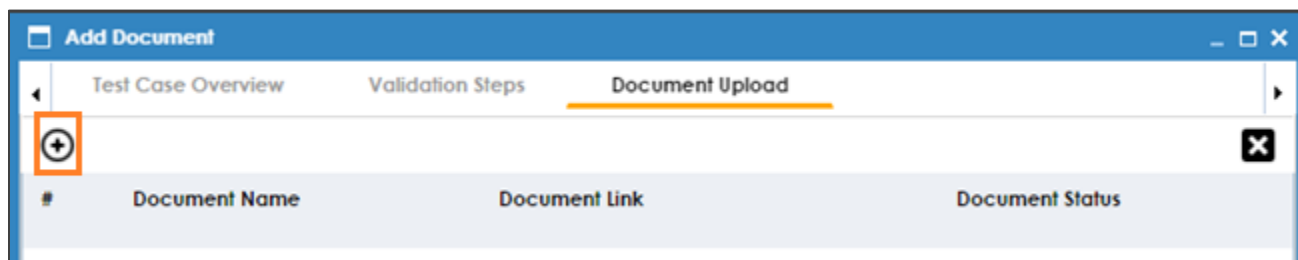 Add Document
Test Case Overview Validation Steps Document Upload
# Document Name Document Link Document Status